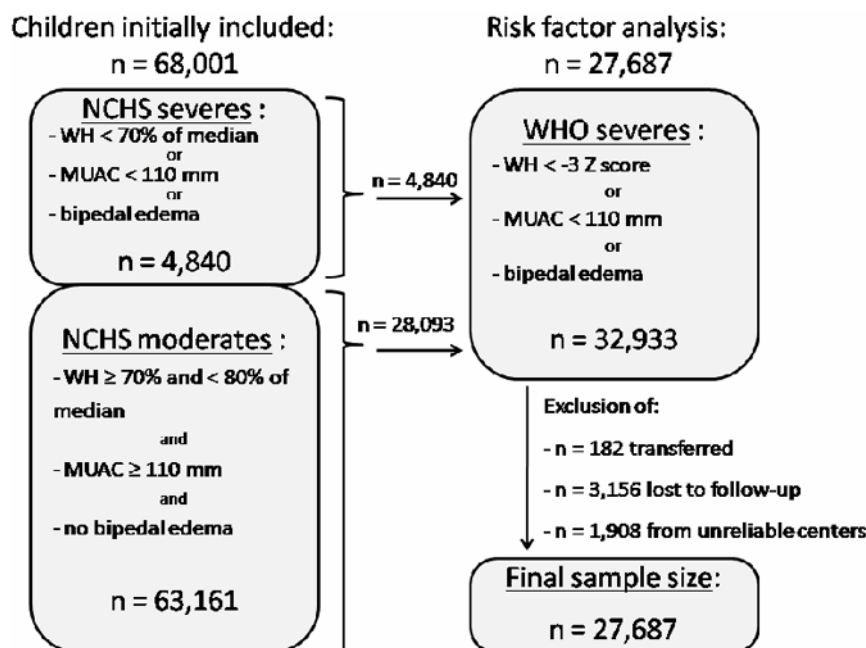 Children initially included:
n = 68,001
NCHS severes :
- WH < 70% of median
or
- MUAC < 110 mm
or
- bipedal edema
n = 4,840
NCHS moderates :
- WH ≥ 70% and < 80% of
median
and
- MUAC ≥ 110 mm
and
- no bipedal edema
n = 63,161
n = 4,840
n = 28,093
Risk factor analysis:
n = 27,687
WHO severes :
- WH < -3 Z score
or
- MUAC < 110 mm
or
- bipedal edema
n = 32,933
Exclusion of:
- n = 182 transferred
- n = 3,156 lost to follow-up
- n = 1,908 from unreliable centers
Final sample size:
n = 27,687